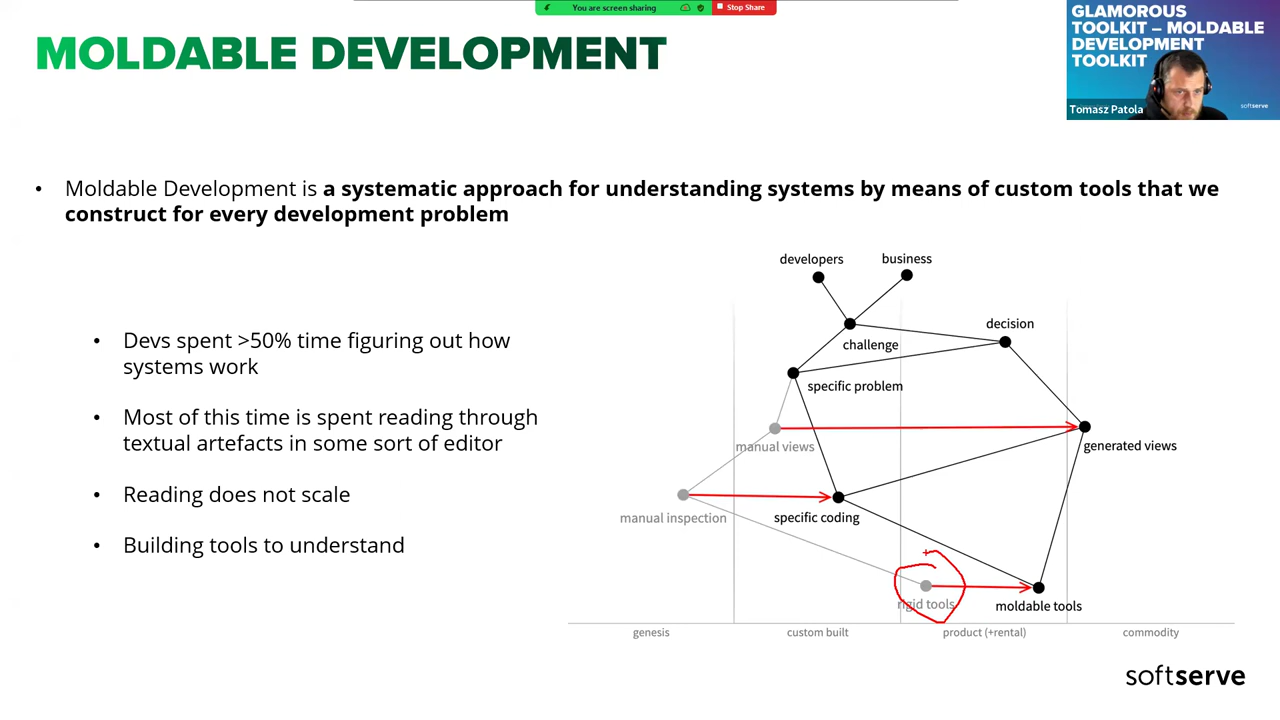 You are screen sharing
Stop Share
MOLDABLE DEVELOPMENT
GLAMOROUS
TOOLKIT – MOLDABLE
DEVELOPMENT
TOOLKIT
softserve
Tomasz Patola
• Moldable Development is a systematic approach for understanding systems by means of custom tools that we
construct for every development problem
• Devs spent >50% time figuring out how
systems work
• Most of this time is spent reading through
textual artefacts in some sort of editor
• Reading does not scale
• Building tools to understand
developers
business
decision
challenge
specific problem
manual views
generated views
manual inspection
specific coding
rigid tools
moldable tools
genesis
custom built
product (+rental)
commodity
softserve